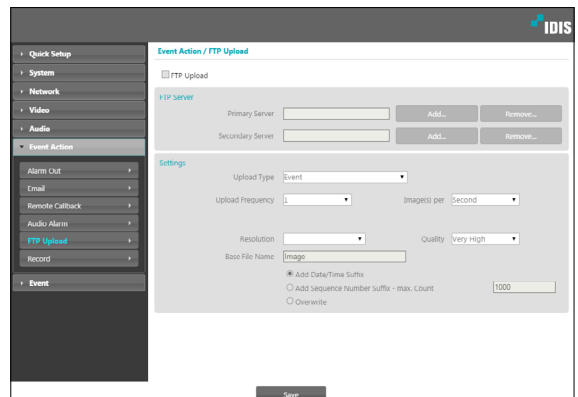 IDIS
Quick Setup
System
Network
Video
Audio
Event Action
Alarm Out
Email
Remote Callback
Audio Alarm
FTP Upload
Record
Event
Event Action / FTP Upload
FTP Upload
FTP Server
Primary Server Add... Remove...
Secondary Server Add... Remove...
Settings
Upload Type Event
Upload Frequency 1 Image(s) per Second
Resolution Quality Very High
Base File Name Image
Add Date/Time Suffix
Add Sequence Number Suffix - max. Count 1000
Overwrite
Save